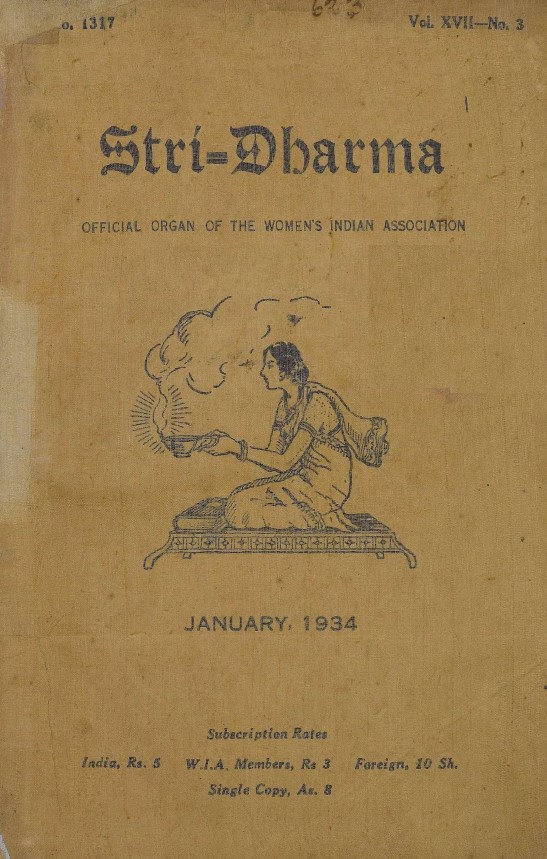 o. 1317 Vol. XVII—No. 3
Stri=Dharma
OFFICIAL ORGAN OF THE WOMEN'S INDIAN ASSOCIATION
JANUARY, 1934
Subscription Rates
India, Rs. 5 W.I.A. Members, Rs 3 Foreign, 10 Sh.
Single Copy, As. 8